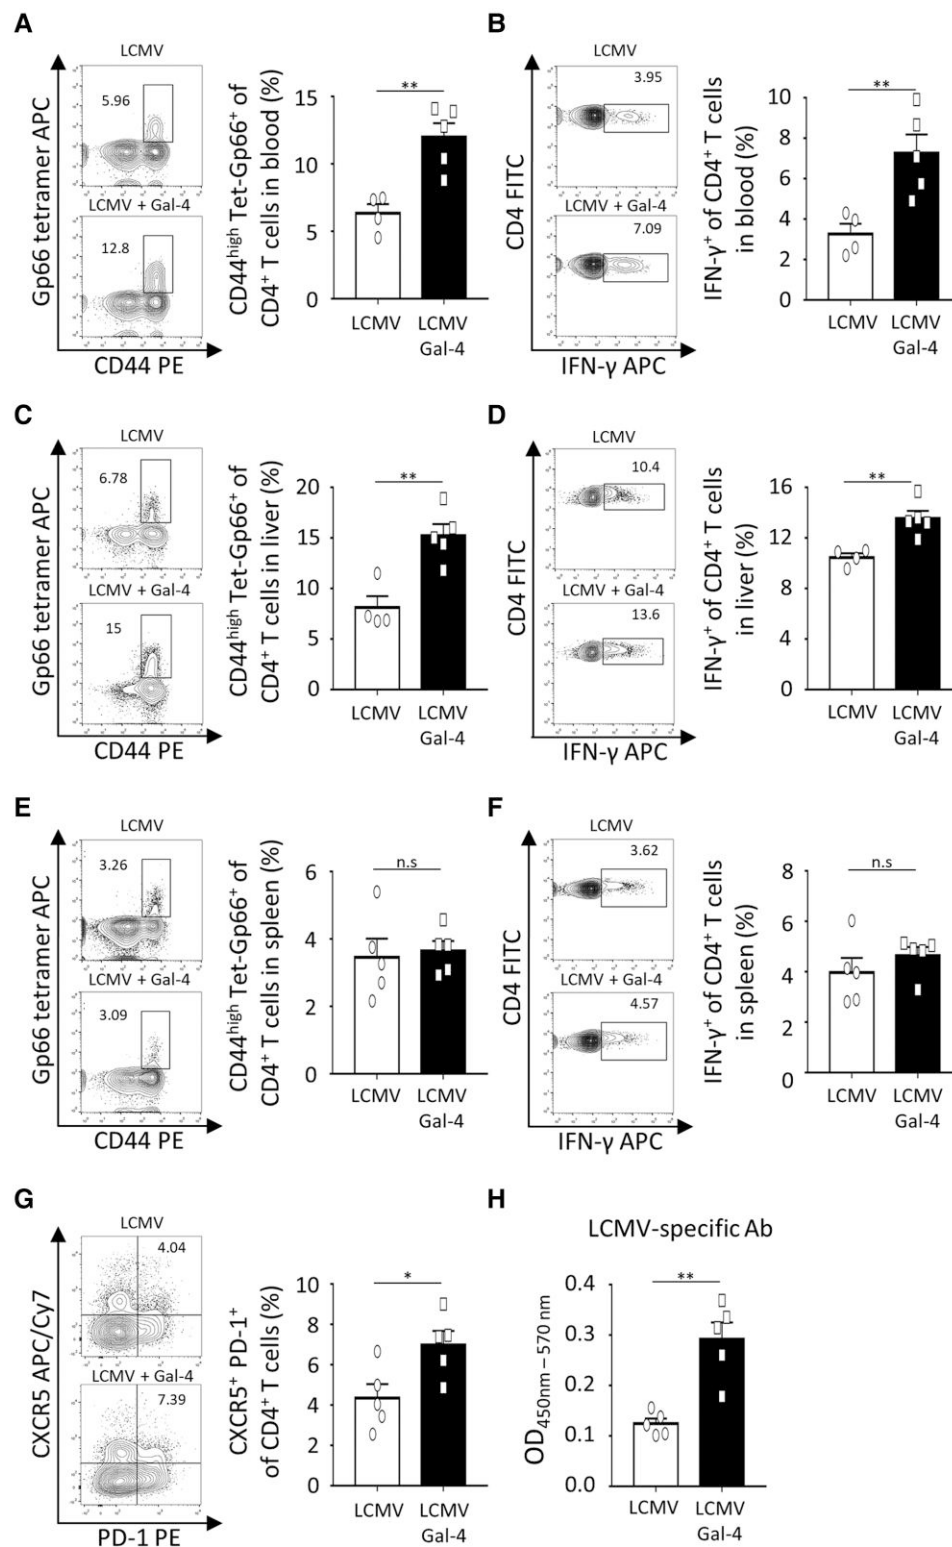 A
LCMV
5.96
LCMV + Gal-4
12.8
Gp66 tetramer APC
CD44 PE
CD44high Tet-Gp66+ of
CD4+ T cells in blood (%)
15
10
5
0
**
LCMV
LCMV
Gal-4
B
LCMV
3.95
LCMV + Gal-4
7.09
CD4 FITC
IFN-γ APC
IFN-γ+ of CD4+ T cells
in blood (%)
10
8
6
4
2
0
**
LCMV
LCMV
Gal-4
C
LCMV
6.78
LCMV + Gal-4
15
Gp66 tetramer APC
CD44 PE
CD44high Tet-Gp66+ of
CD4+ T cells in liver (%)
20
15
10
5
0
**
LCMV
LCMV
Gal-4
D
LCMV
10.4
LCMV + Gal-4
13.6
CD4 FITC
IFN-γ APC
IFN-γ+ of CD4+ T cells
in liver (%)
16
12
8
4
0
**
LCMV
LCMV
Gal-4
E
LCMV
3.26
LCMV + Gal-4
3.09
Gp66 tetramer APC
CD44 PE
CD44high Tet-Gp66+ of
CD4+ T cells in spleen (%)
6
4
2
0
n.s
LCMV
LCMV
Gal-4
F
LCMV
3.62
LCMV + Gal-4
4.57
CD4 FITC
IFN-γ APC
IFN-γ+ of CD4+ T cells
in spleen (%)
8
6
4
2
0
n.s
LCMV
LCMV
Gal-4
G
LCMV
4.04
LCMV + Gal-4
7.39
CXCR5 APC/Cy7
PD-1 PE
CXCR5+ PD-1+
of CD4+ T cells (%)
10
8
6
4
2
0
*
LCMV
LCMV
Gal-4
H
LCMV-specific Ab
OD450nm – 570 nm
0.4
0.3
0.2
0.1
0.0
**
LCMV
LCMV
Gal-4